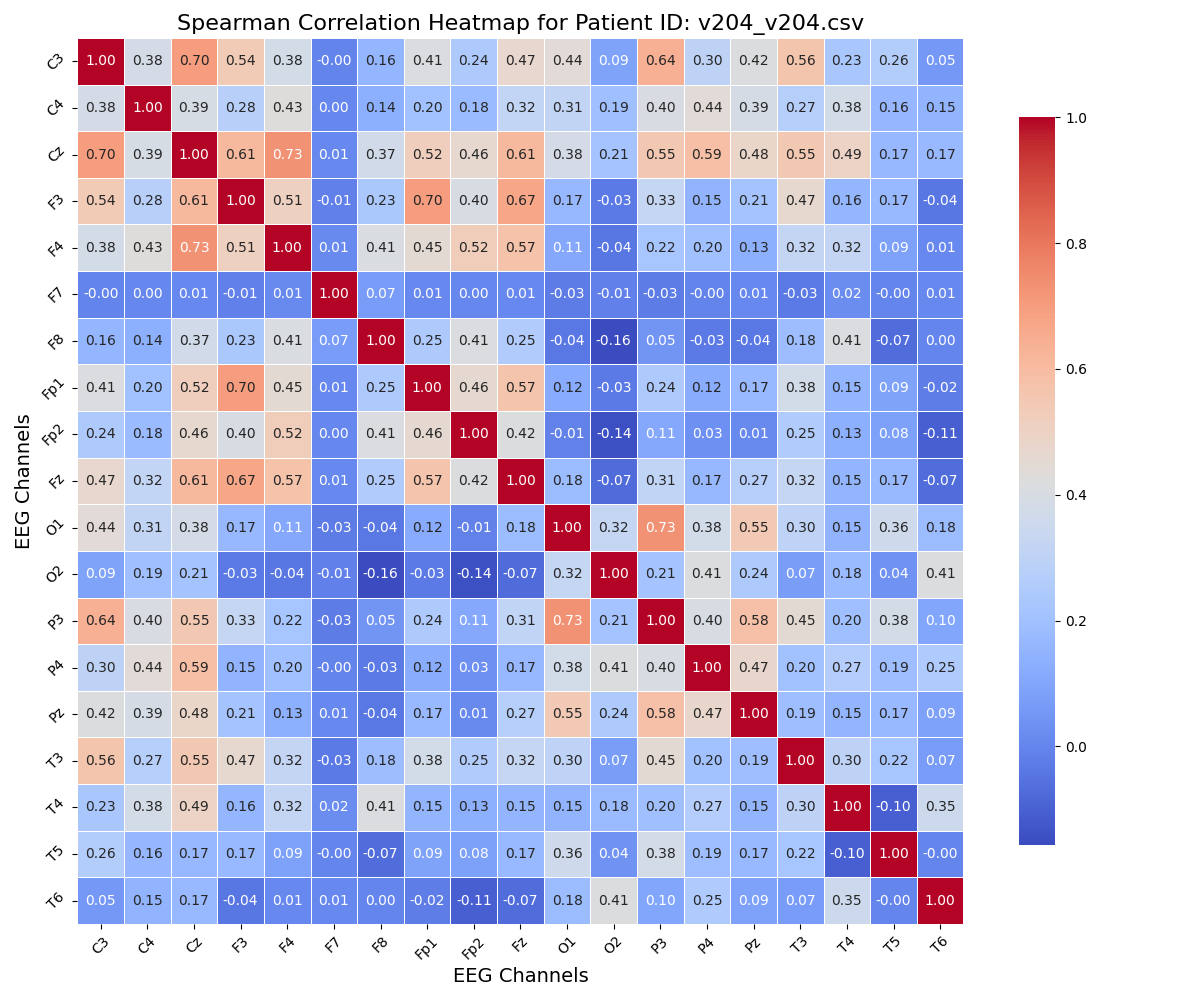 Spearman Correlation Heatmap for Patient ID: v204_v204.csv
C3 1.00 0.38 0.70 0.54 0.38 -0.00 0.16 0.41 0.24 0.47 0.44 0.09 0.64 0.30 0.42 0.56 0.23 0.26 0.05
C4 0.38 1.00 0.39 0.28 0.43 0.00 0.14 0.20 0.18 0.32 0.31 0.19 0.40 0.44 0.39 0.27 0.38 0.16 0.15
Cz 0.70 0.39 1.00 0.61 0.73 0.01 0.37 0.52 0.46 0.61 0.38 0.21 0.55 0.59 0.48 0.55 0.49 0.17 0.17
F3 0.54 0.28 0.61 1.00 0.51 -0.01 0.23 0.70 0.40 0.67 0.17 -0.03 0.33 0.15 0.21 0.47 0.16 0.17 -0.04
F4 0.38 0.43 0.73 0.51 1.00 0.01 0.41 0.45 0.52 0.57 0.11 -0.04 0.22 0.20 0.13 0.32 0.32 0.09 0.01
F7 -0.00 0.00 0.01 -0.01 0.01 1.00 0.07 0.01 0.00 0.01 -0.03 -0.01 -0.03 -0.00 0.01 -0.03 0.02 -0.00 0.01
F8 0.16 0.14 0.37 0.23 0.41 0.07 1.00 0.25 0.41 0.25 -0.04 -0.16 0.05 -0.03 -0.04 0.18 0.41 -0.07 0.00
Fp1 0.41 0.20 0.52 0.70 0.45 0.01 0.25 1.00 0.46 0.57 0.12 -0.03 0.24 0.12 0.17 0.38 0.15 0.09 -0.02
Fp2 0.24 0.18 0.46 0.40 0.52 0.00 0.41 0.46 1.00 0.42 -0.01 -0.14 0.11 0.03 0.01 0.25 0.13 0.08 -0.11
Fz 0.47 0.32 0.61 0.67 0.57 0.01 0.25 0.57 0.42 1.00 0.18 -0.07 0.31 0.17 0.27 0.32 0.15 0.17 -0.07
O1 0.44 0.31 0.38 0.17 0.11 -0.03 -0.04 0.12 -0.01 0.18 1.00 0.32 0.73 0.38 0.55 0.30 0.15 0.36 0.18
O2 0.09 0.19 0.21 -0.03 -0.04 -0.01 -0.16 -0.03 -0.14 -0.07 0.32 1.00 0.21 0.41 0.24 0.07 0.18 0.04 0.41
P3 0.64 0.40 0.55 0.33 0.22 -0.03 0.05 0.24 0.11 0.31 0.73 0.21 1.00 0.40 0.58 0.45 0.20 0.38 0.10
P4 0.30 0.44 0.59 0.15 0.20 -0.00 -0.03 0.12 0.03 0.17 0.38 0.41 0.40 1.00 0.47 0.20 0.27 0.19 0.25
Pz 0.42 0.39 0.48 0.21 0.13 0.01 -0.04 0.17 0.01 0.27 0.55 0.24 0.58 0.47 1.00 0.19 0.15 0.17 0.09
T3 0.56 0.27 0.55 0.47 0.32 -0.03 0.18 0.38 0.25 0.32 0.30 0.07 0.45 0.20 0.19 1.00 0.30 0.22 0.07
T4 0.23 0.38 0.49 0.16 0.32 0.02 0.41 0.15 0.13 0.15 0.15 0.18 0.20 0.27 0.15 0.30 1.00 -0.10 0.35
T5 0.26 0.16 0.17 0.17 0.09 -0.00 -0.07 0.09 0.08 0.17 0.36 0.04 0.38 0.19 0.17 0.22 -0.10 1.00 -0.00
T6 0.05 0.15 0.17 -0.04 0.01 0.01 0.00 -0.02 -0.11 -0.07 0.18 0.41 0.10 0.25 0.09 0.07 0.35 -0.00 1.00
C3 C4 Cz F3 F4 F7 F8 Fp1 Fp2 Fz O1 O2 P3 P4 Pz T3 T4 T5 T6
EEG Channels
EEG Channels
1.0
0.8
0.6
0.4
0.2
0.0